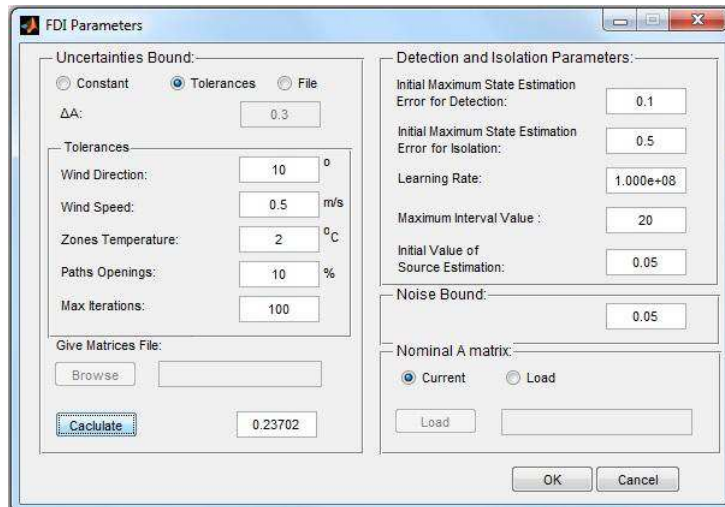 FDI Parameters
Uncertainties Bound:
Constant Tolerances File
ΔA: 0.3
Tolerances
Wind Direction: 10 o
Wind Speed: 0.5 m/s
Zones Temperature: 2 oC
Paths Openings: 10 %
Max Iterations: 100
Give Matrices File:
Browse
Caclulate 0.23702
Detection and Isolation Parameters:
Initial Maximum State Estimation
Error for Detection: 0.1
Initial Maximum State Estimation
Error for Isolation: 0.5
Learning Rate: 1.000e+08
Maximum Interval Value : 20
Initial Value of
Source Estimation: 0.05
Noise Bound:
0.05
Nominal A matrix:
Current Load
Load
OK Cancel